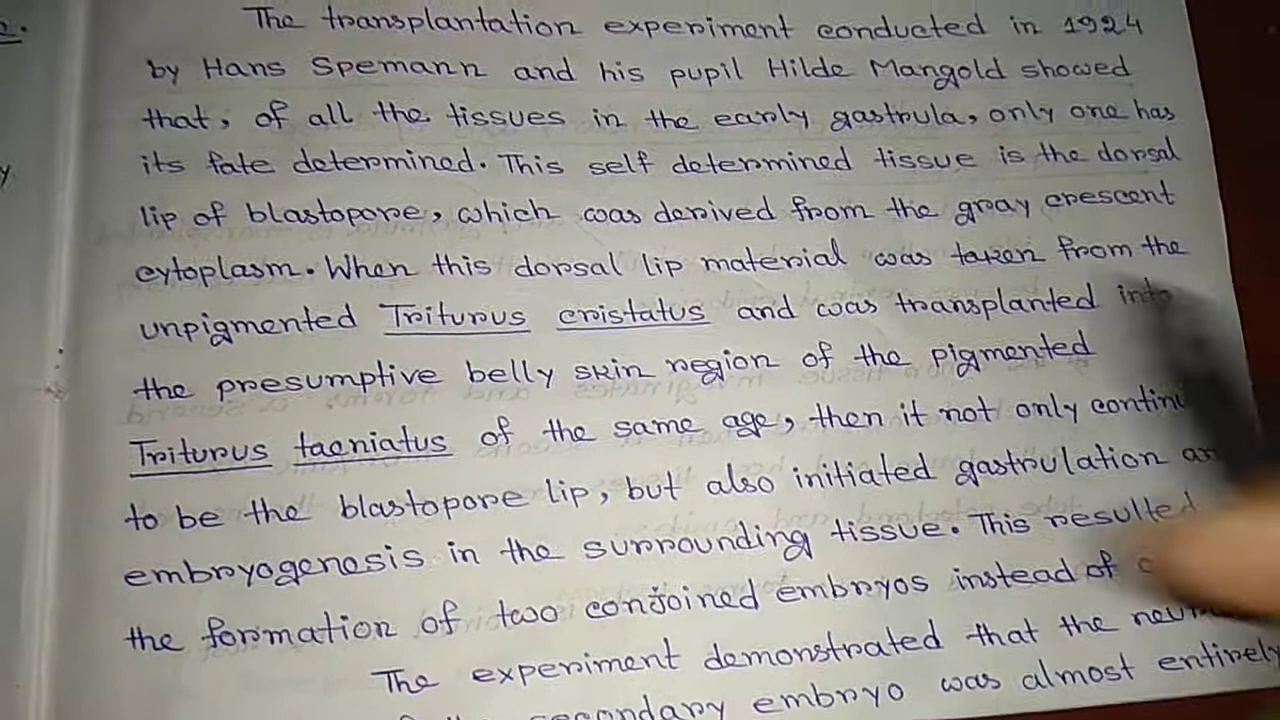 The transplantation experiment conducted in 1924
by Hans Spemann and his pupil Hilde Mangold showed
that, of all the tissues in the early gastrula, only one has
its fate determined. This self determined tissue is the dorsal
lip of blastopore, which was derived from the gray crescent
cytoplasm. When this dorsal lip material was taken from the
unpigmented Triturus cristatus and was transplanted into
the presumptive belly skin region of the pigmented
Triturus taeniatus of the same age, then it not only
to be the blastopore lip, but also initiated gastrulation
embryogenesis in the surrounding tissue. This resulted
the formation of two conjoined embryos instead of
The experiment demonstrated that the
secondary embryo was almost entirely